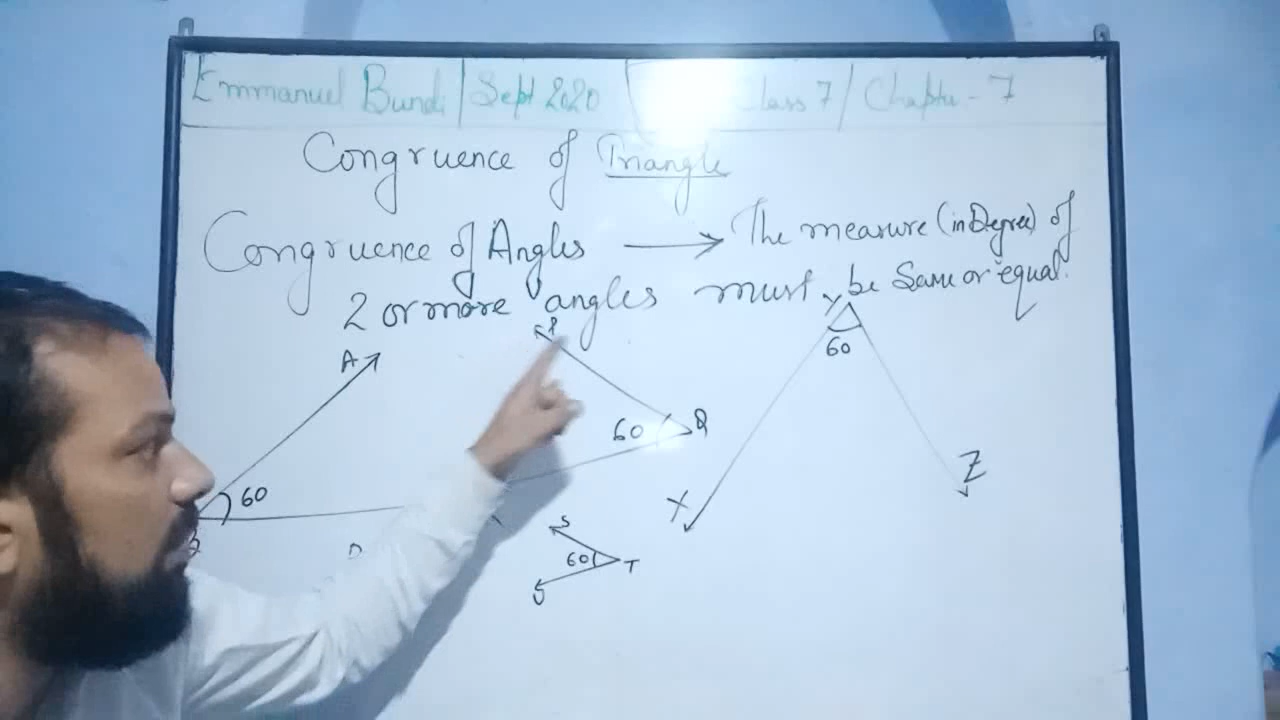 Emmanuel Bundi | Sept 2020 | Class 7 / Chapte - 7
Congruence of Triangle
Congruence of Angles → The measure (in Degree) of
2 or more angles must be Same or equal.
A
60
P
60
Q
Y
60
X
Z
S
60
T
U